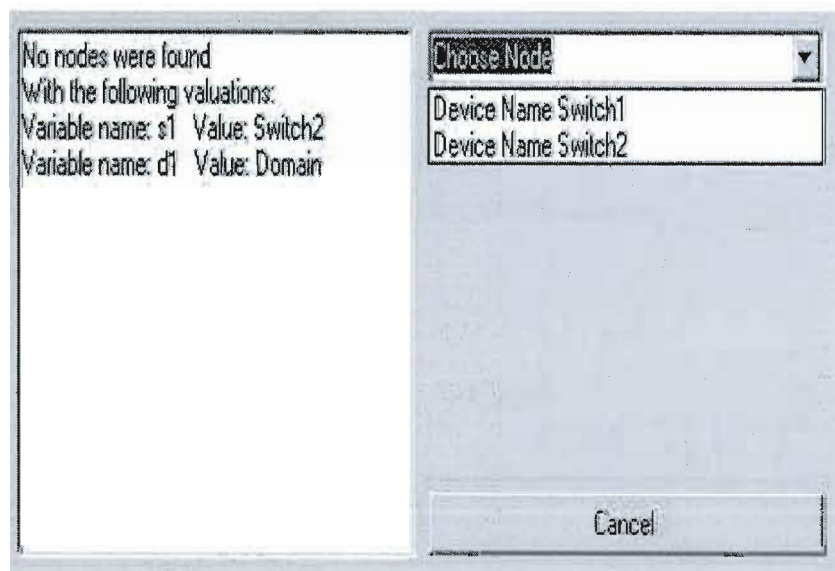 No nodes were found
With the following valuations:
Variable name: s1 Value: Switch2
Variable name: d1 Value: Domain
Choose Node
Device Name Switch1
Device Name Switch2
Cancel